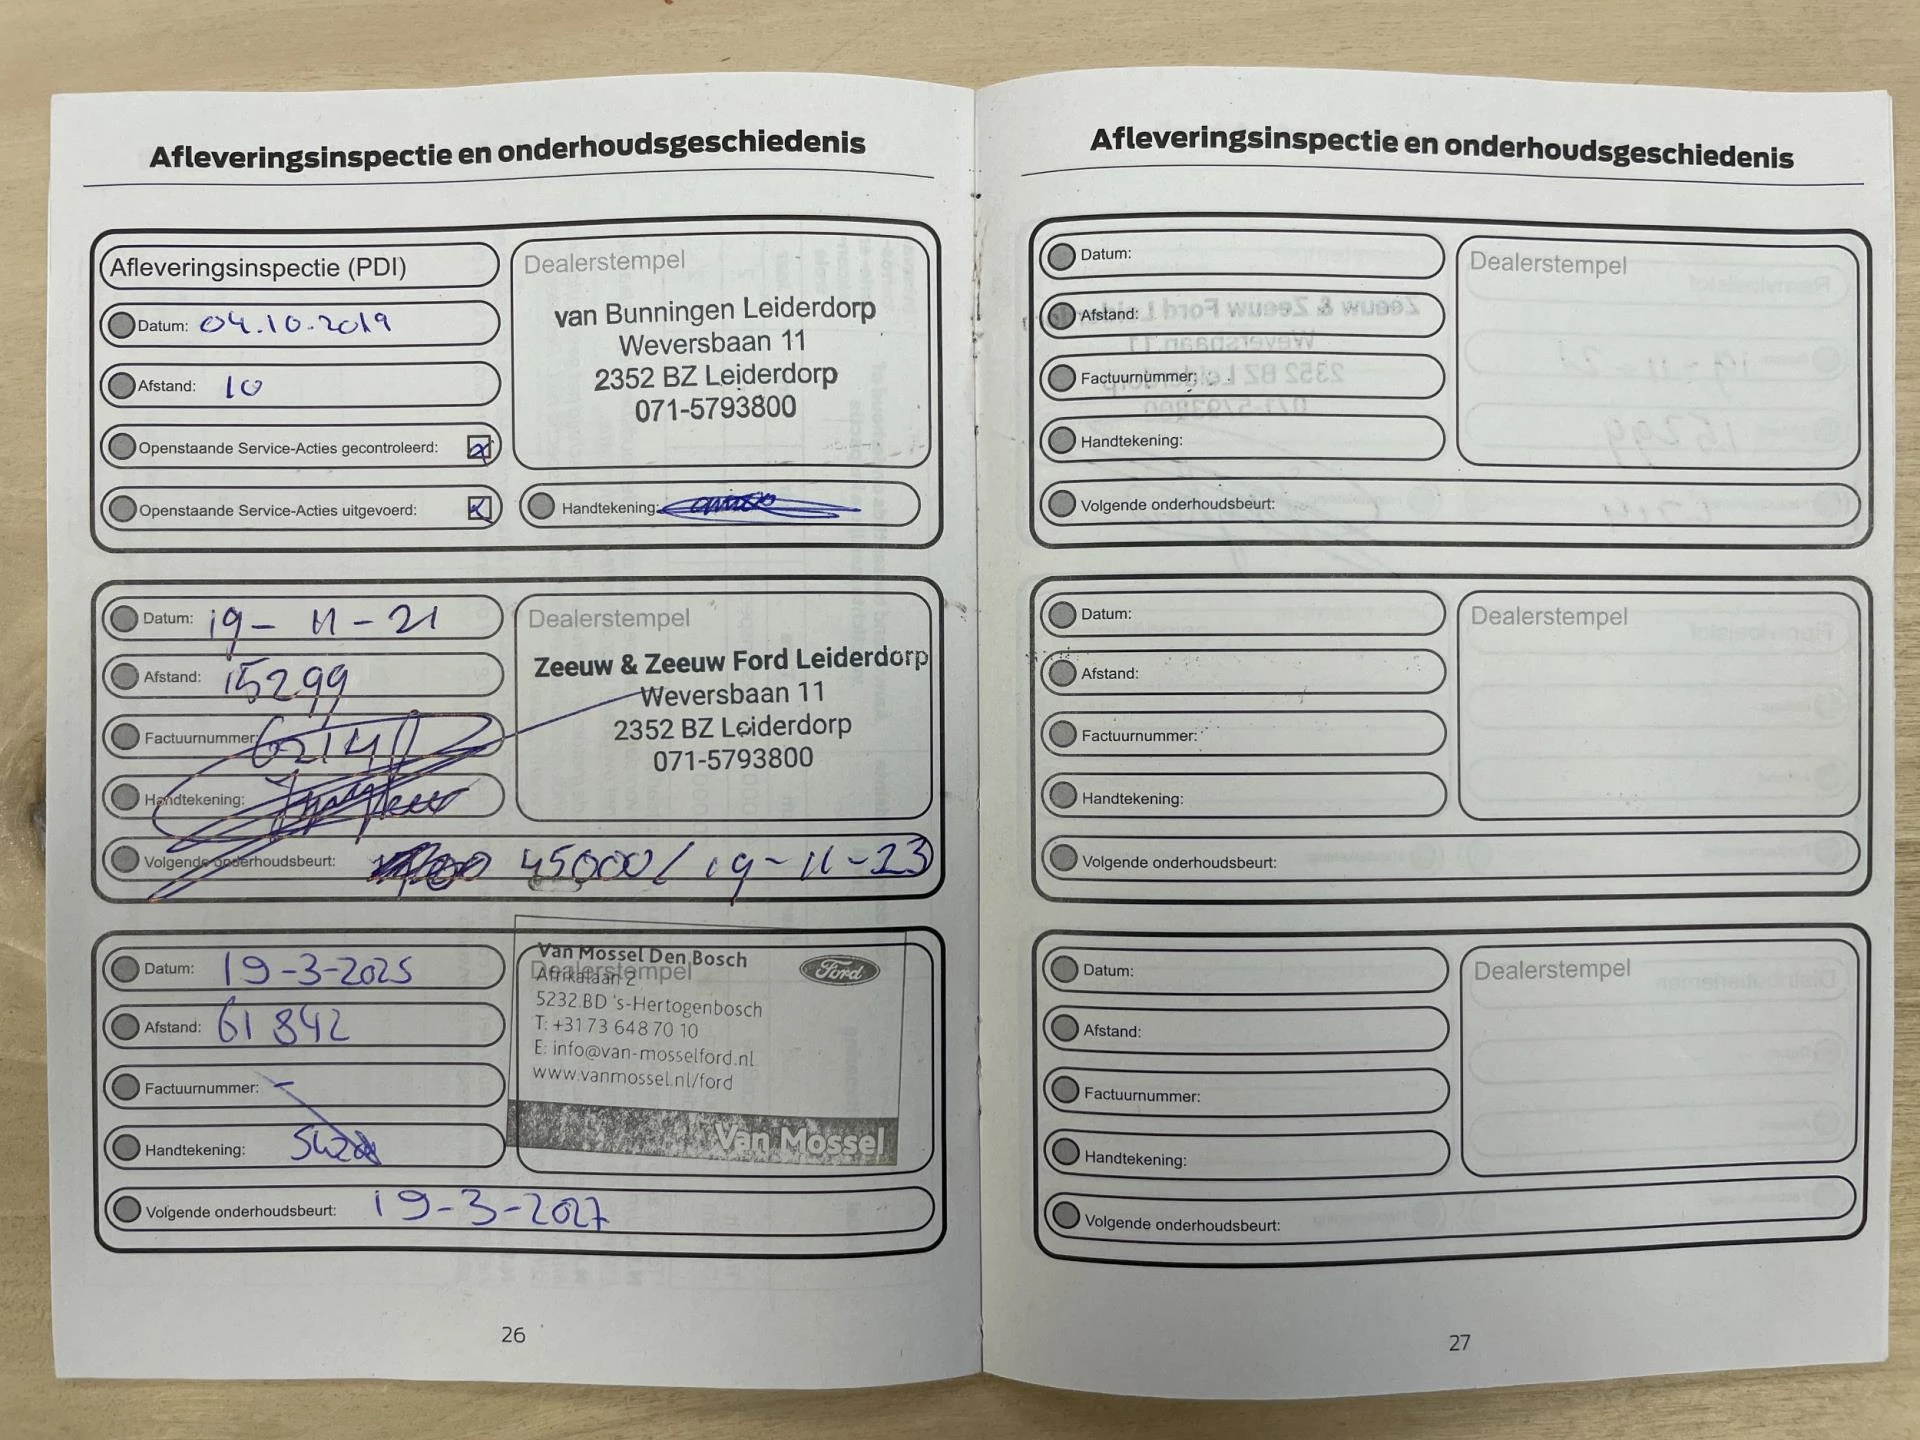 Afleveringsinspectie en onderhoudsgeschiedenis
Afleveringsinspectie (PDI)
Datum: 04.10.2019
Afstand: 10
Openstaande Service-Acties gecontroleerd:
Openstaande Service-Acties uitgevoerd:
Dealerstempel
van Bunningen Leiderdorp
Weversbaan 11
2352 BZ Leiderdorp
071-5793800
Handtekening:
Datum: 19-11-21
Afstand: 15299
Factuurnummer:
Handtekening:
Volgende onderhoudsbeurt: 45000/19-11-23
Dealerstempel
Zeeuw & Zeeuw Ford Leiderdorp
Weversbaan 11
2352 BZ Leiderdorp
071-5793800
Datum: 19-3-2025
Afstand: 61842
Factuurnummer: -
Handtekening:
Volgende onderhoudsbeurt: 19-3-2027
Dealerstempel
Van Mossel Den Bosch
Ford
Afrikalaan 2
5232 BD 's-Hertogenbosch
T: +31 73 648 70 10
E: info@van-mosselford.nl
www.vanmossel.nl/ford
Van Mossel
26
Afleveringsinspectie en onderhoudsgeschiedenis
Datum:
Afstand:
Factuurnummer:
Handtekening:
Volgende onderhoudsbeurt:
Dealerstempel
Datum:
Afstand:
Factuurnummer:
Handtekening:
Volgende onderhoudsbeurt:
Dealerstempel
Datum:
Afstand:
Factuurnummer:
Handtekening:
Volgende onderhoudsbeurt:
Dealerstempel
27